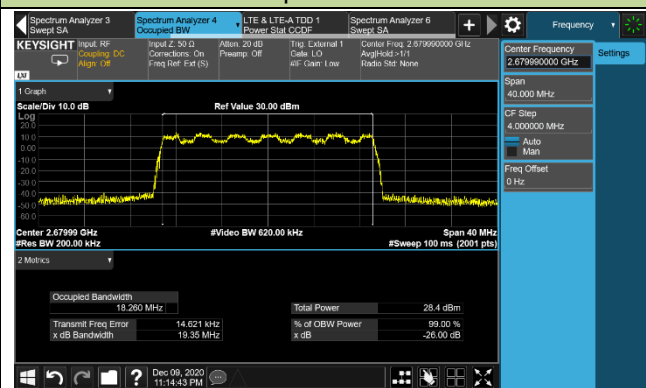 Spectrum Analyzer 3
Swept SA
Spectrum Analyzer 4
Occupied BW
LTE & LTE-A TDD 1
Power Stat CCDF
Spectrum Analyzer 6
Swept SA
+
Frequency
KEYSIGHT
Input: RF
Coupling: DC
Align: Off
Input Z: 50 Ω
Corrections: On
Freq Ref: Ext (S)
Atten: 20 dB
Preamp: Off
Trig: External 1
Gate: LO
#IF Gain: Low
Center Freq: 2.679990000 GHz
Avg|Hold:>1/1
Radio Std: None
LXI
Center Frequency
2.679990000 GHz
Settings
Span
40.000 MHz
CF Step
4.000000 MHz
Auto
Man
Freq Offset
0 Hz
1 Graph
Scale/Div 10.0 dB
Ref Value 30.00 dBm
Log
20.0
10.0
0.00
-10.0
-20.0
-30.0
-40.0
-50.0
-60.0
Center 2.67999 GHz
#Video BW 620.00 kHz
Span 40 MHz
#Res BW 200.00 kHz
#Sweep 100 ms (2001 pts)
2 Metrics
Occupied Bandwidth
18.260 MHz
Total Power 28.4 dBm
Transmit Freq Error 14.621 kHz
% of OBW Power 99.00 %
x dB Bandwidth 19.35 MHz
x dB -26.00 dB
?
Dec 09, 2020
11:14:43 PM